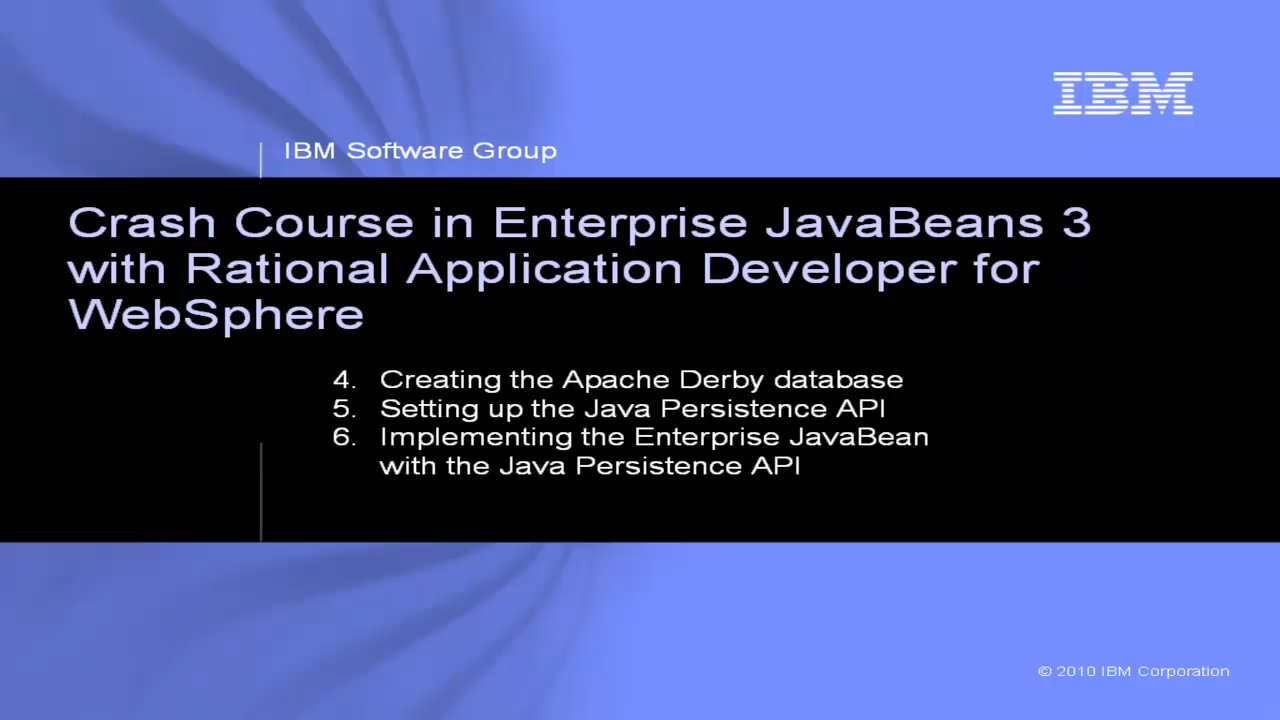 IBM
IBM Software Group
Crash Course in Enterprise JavaBeans 3
with Rational Application Developer for
WebSphere
4. Creating the Apache Derby database
5. Setting up the Java Persistence API
6. Implementing the Enterprise JavaBean
with the Java Persistence API
© 2010 IBM Corporation